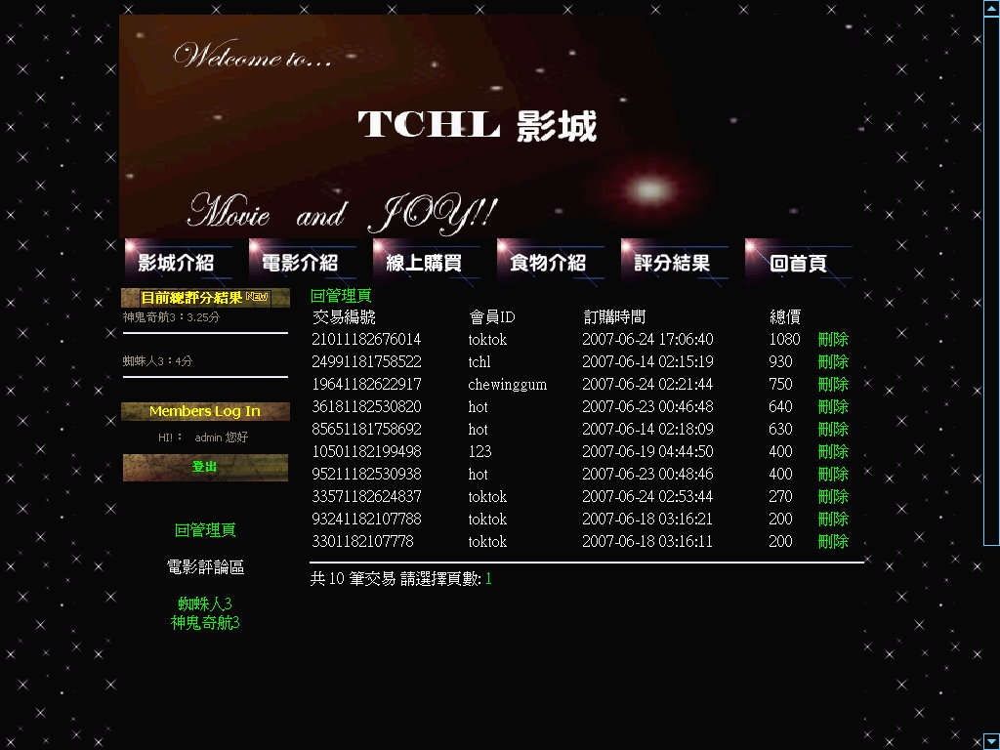 Welcome to...
TCHL 影城
Movie and JOY!!
影城介紹 電影介紹 線上購買 食物介紹 評分結果 回首頁
目前總評分結果 NEW
神鬼奇航3：3.25分
蜘蛛人3：4分
Members Log In
HI!： admin 您好
登出
回管理頁
電影評論區
蜘蛛人3
神鬼奇航3
回管理頁
交易編號 會員ID 訂購時間 總價
21011182676014 toktok 2007-06-24 17:06:40 1080 刪除
24991181758522 tchl 2007-06-14 02:15:19 930 刪除
19641182622917 chewinggum 2007-06-24 02:21:44 750 刪除
36181182530820 hot 2007-06-23 00:46:48 640 刪除
85651181758692 hot 2007-06-14 02:18:09 630 刪除
10501182199498 123 2007-06-19 04:44:50 400 刪除
95211182530938 hot 2007-06-23 00:48:46 400 刪除
33571182624837 toktok 2007-06-24 02:53:44 270 刪除
93241182107788 toktok 2007-06-18 03:16:21 200 刪除
3301182107778 toktok 2007-06-18 03:16:11 200 刪除
共 10 筆交易 請選擇頁數: 1